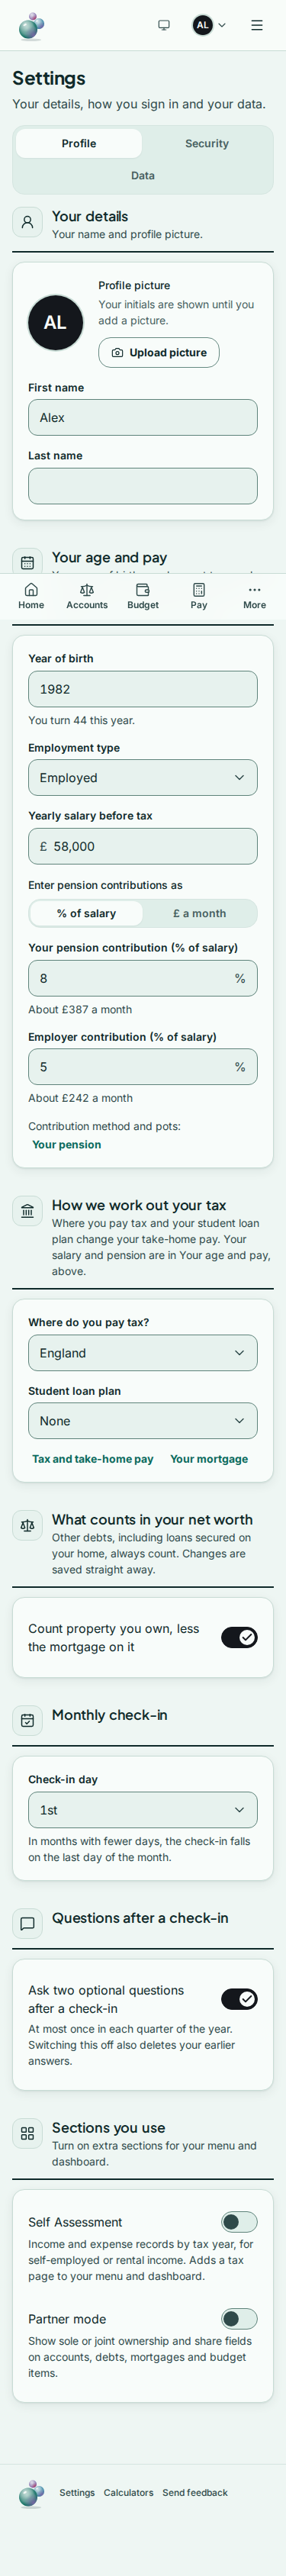 AL
Settings
Your details, how you sign in and your data.
Profile
Security
Data
Your details
Your name and profile picture.
AL
Profile picture
Your initials are shown until you
add a picture.
Upload picture
First name
Alex
Last name
Your age and pay
Home
Accounts
Budget
Pay
More
Year of birth
1982
You turn 44 this year.
Employment type
Employed
Yearly salary before tax
£ 58,000
Enter pension contributions as
% of salary
£ a month
Your pension contribution (% of salary)
8 %
About £387 a month
Employer contribution (% of salary)
5 %
About £242 a month
Contribution method and pots:
Your pension
How we work out your tax
Where you pay tax and your student loan
plan change your take-home pay. Your
salary and pension are in Your age and pay,
above.
Where do you pay tax?
England
Student loan plan
None
Tax and take-home pay
Your mortgage
What counts in your net worth
Other debts, including loans secured on
your home, always count. Changes are
saved straight away.
Count property you own, less
the mortgage on it
Monthly check-in
Check-in day
1st
In months with fewer days, the check-in falls
on the last day of the month.
Questions after a check-in
Ask two optional questions
after a check-in
At most once in each quarter of the year.
Switching this off also deletes your earlier
answers.
Sections you use
Turn on extra sections for your menu and
dashboard.
Self Assessment
Income and expense records by tax year, for
self-employed or rental income. Adds a tax
page to your menu and dashboard.
Partner mode
Show sole or joint ownership and share fields
on accounts, debts, mortgages and budget
items.
Settings
Calculators
Send feedback